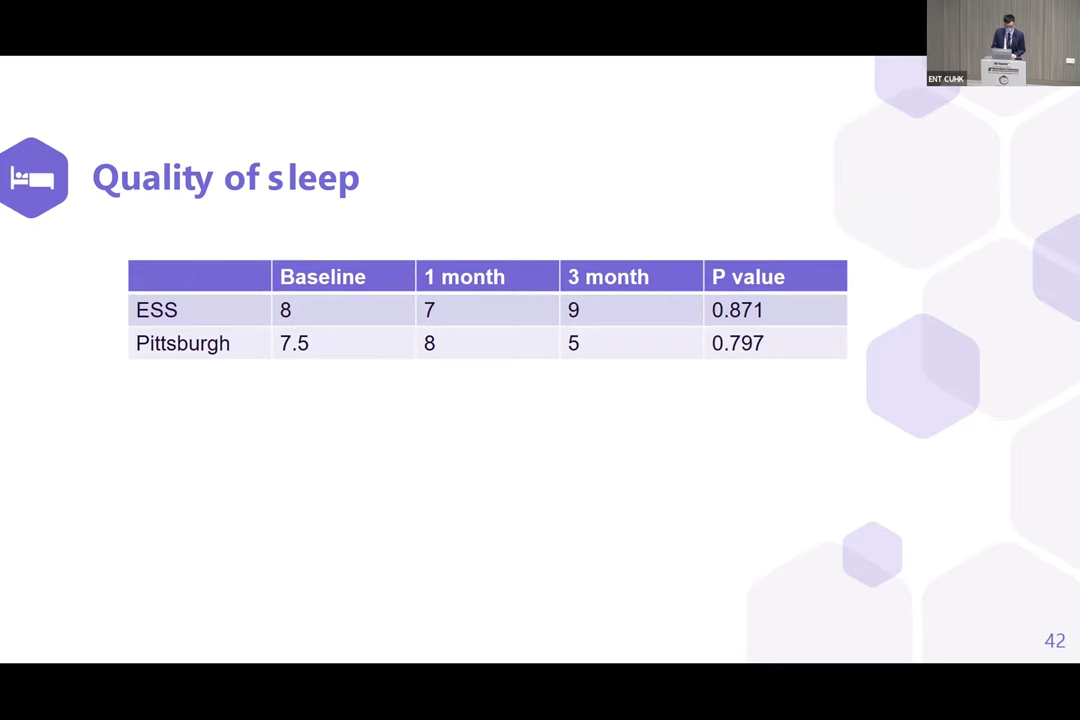 ENT CUHK
Quality of sleep
Baseline 1 month 3 month P value
ESS 8 7 9 0.871
Pittsburgh 7.5 8 5 0.797
42